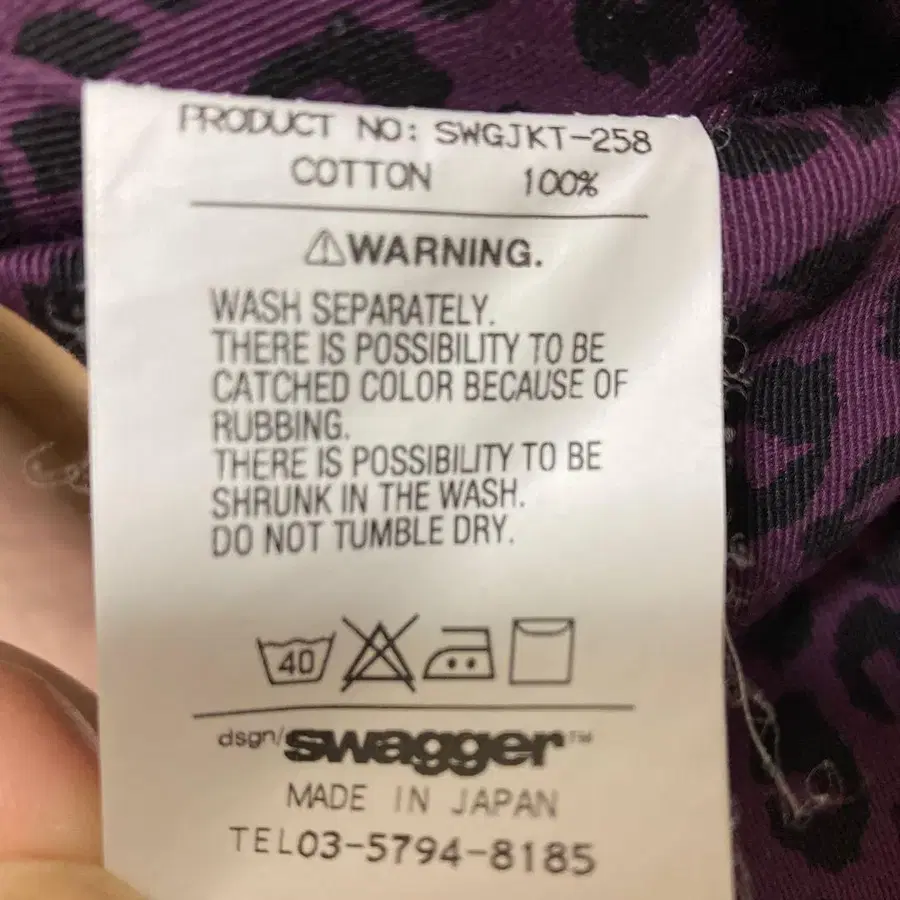 PRODUCT NO: SWGJKT-258
COTTON 100%
⚠WARNING.
WASH SEPARATELY.
THERE IS POSSIBILITY TO BE
CATCHED COLOR BECAUSE OF
RUBBING.
THERE IS POSSIBILITY TO BE
SHRUNK IN THE WASH.
DO NOT TUMBLE DRY.
40
dsgn/swagger™
MADE IN JAPAN
TEL03-5794-8185